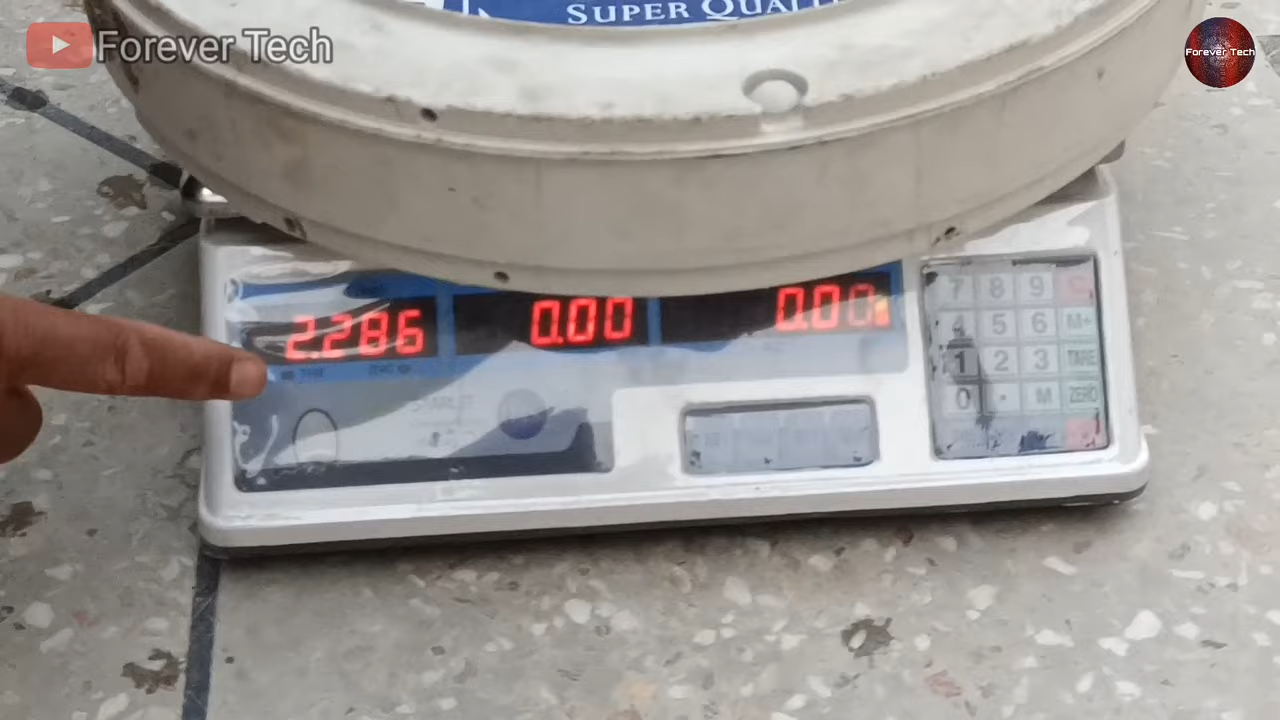 Forever Tech
Forever Tech
SUPER
2.286
0.00
0.00
7 8 9 C
4 5 6 M+
1 2 3 TARE
0 . M ZERO